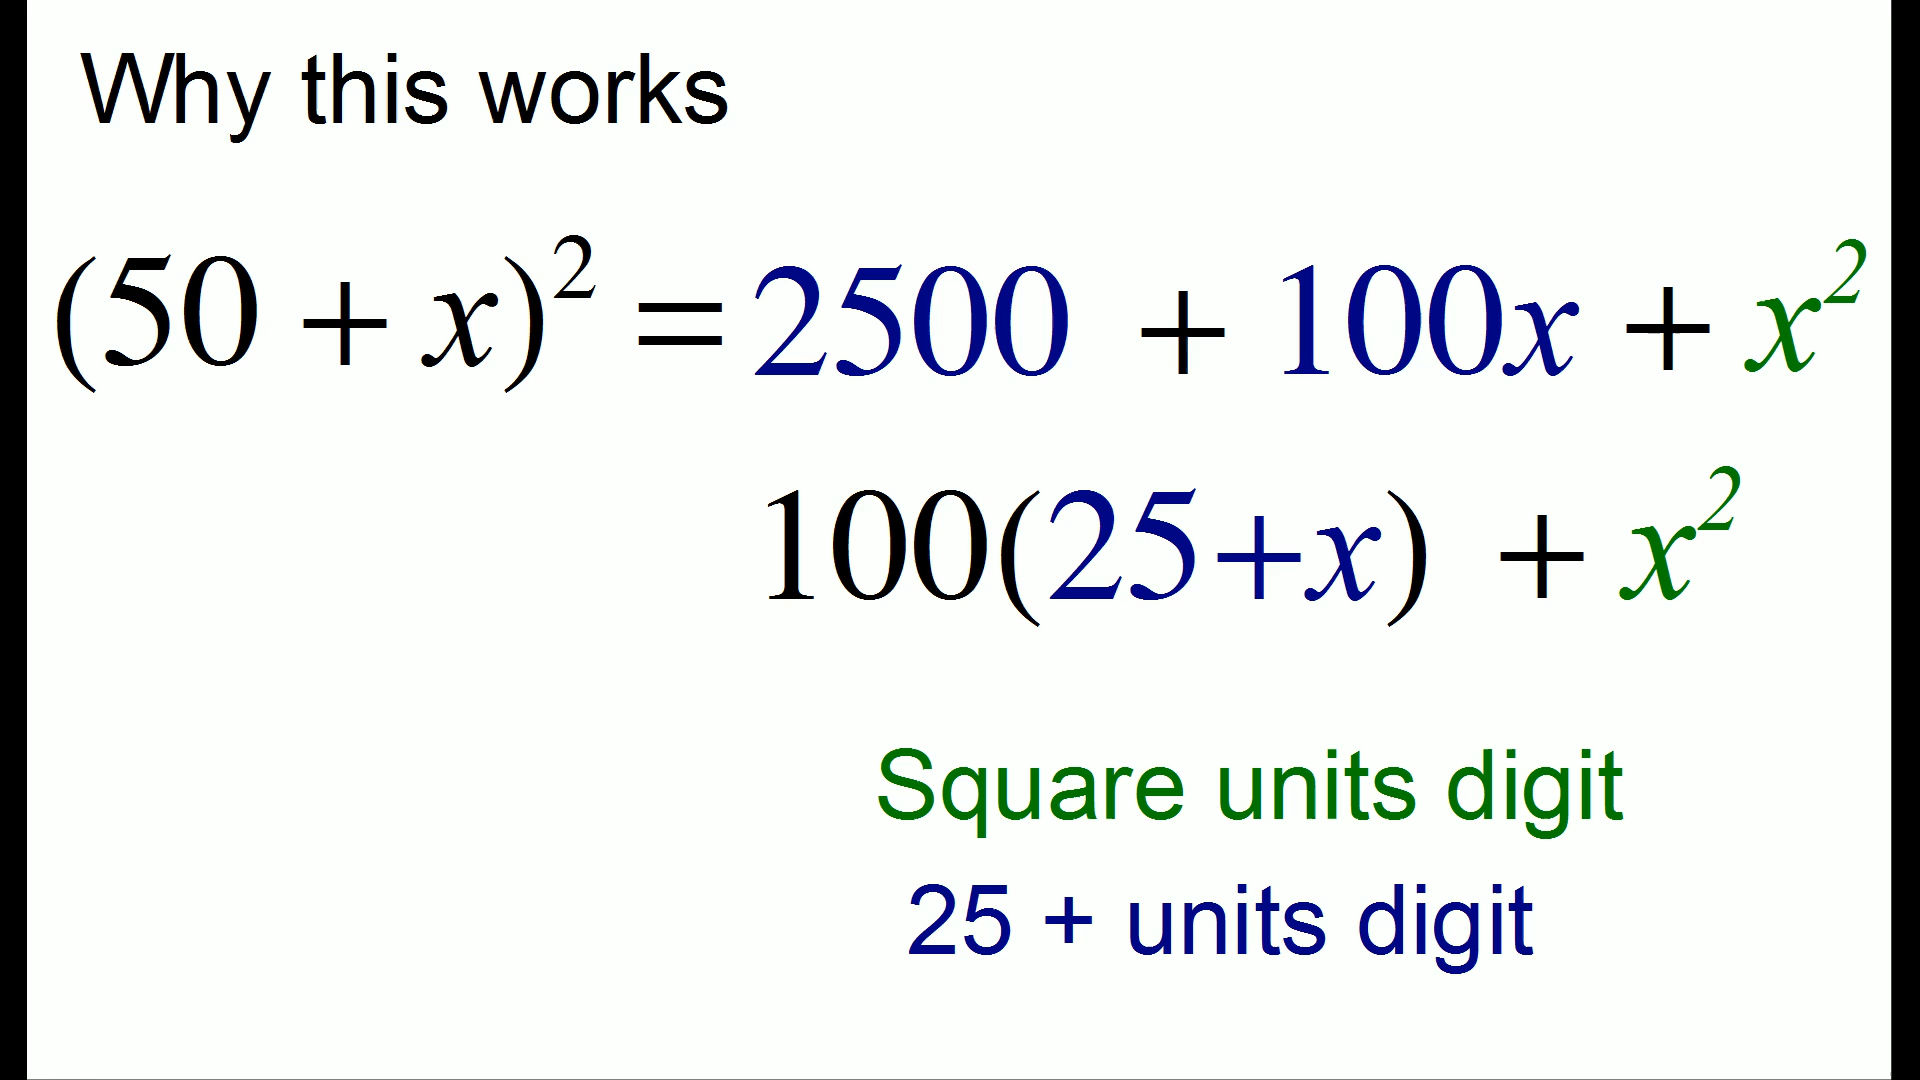 Why this works
(50 + x)² = 2500 + 100x + x²
100(25+x) + x²
Square units digit
25 + units digit